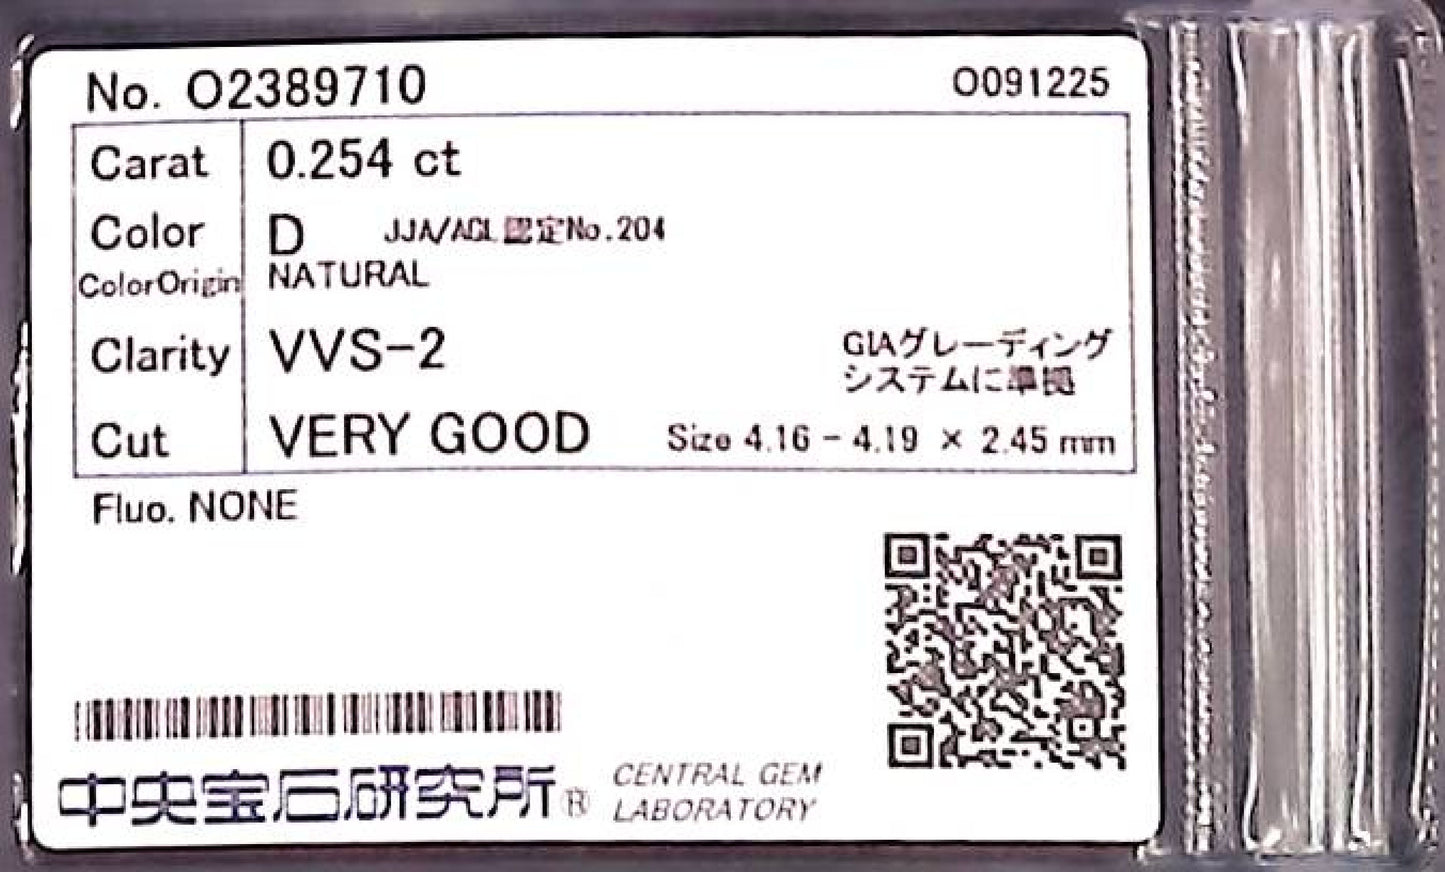 No. O2389710
O091225
Carat 0.254 ct
Color D JJA/AGL認定No.204
ColorOrigin NATURAL
Clarity VVS-2
GIAグレーディング
システムに準拠
Cut VERY GOOD Size 4.16 - 4.19 × 2.45 mm
Fluo. NONE
中央宝石研究所®
CENTRAL GEM
LABORATORY